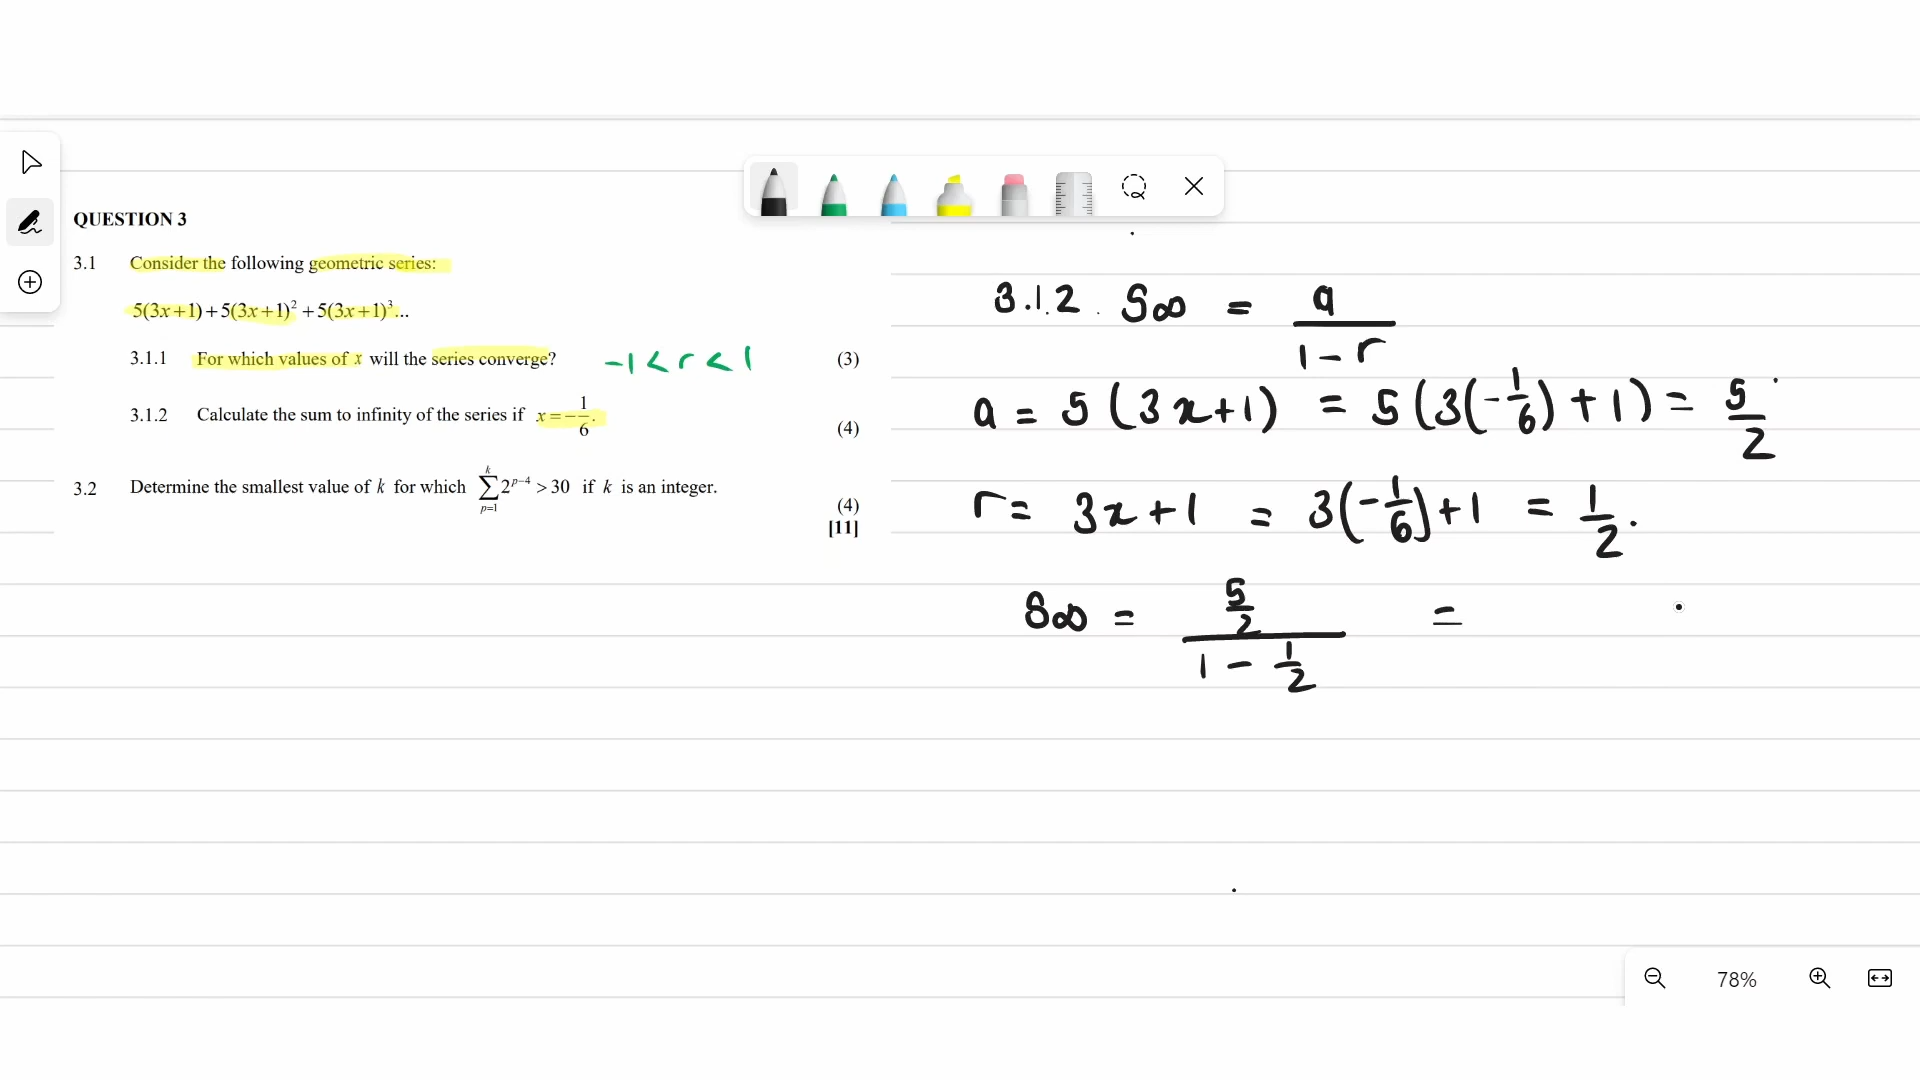 QUESTION 3
3.1 Consider the following geometric series:
5(3x+1)+5(3x+1)²+5(3x+1)³...
3.1.1 For which values of x will the series converge? -1 < r < 1 (3)
3.1.2 Calculate the sum to infinity of the series if x = -1/6. (4)
3.2 Determine the smallest value of k for which ∑_{p=1}^{k} 2^{p-4} > 30 if k is an integer. (4)
[11]
3.1.2. S∞ = a/(1-r)
a = 5(3x+1) = 5(3(-1/6)+1) = 5/2
r = 3x+1 = 3(-1/6)+1 = 1/2.
S∞ = (5/2)/(1 - 1/2) =
78%